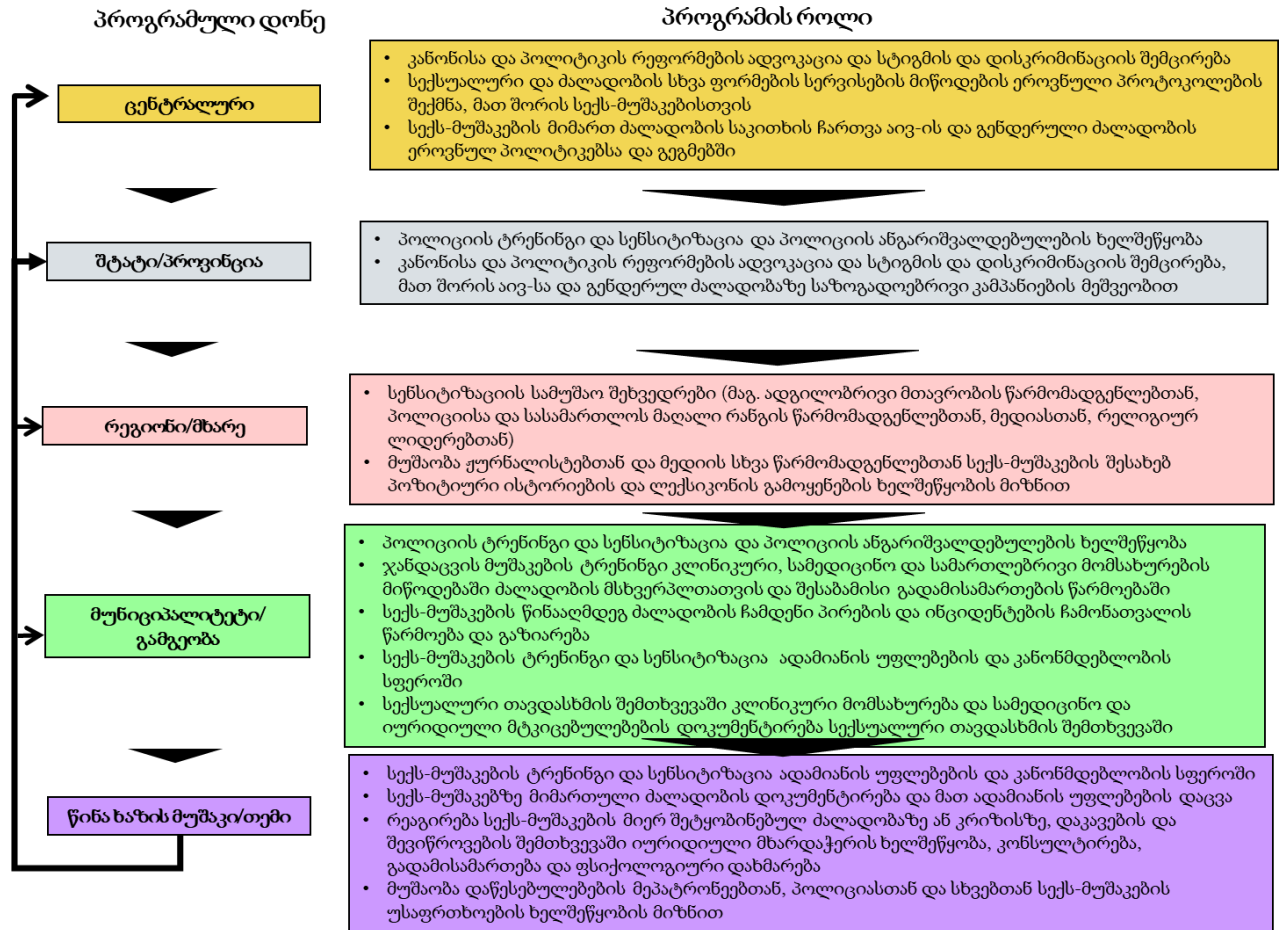 პროგრამული დონე
პროგრამის როლი
ცენტრალური
• კანონისა და პოლიტიკის რეფორმების ადვოკაცია და სტიგმის და დისკრიმინაციის შემცირება
• სექსუალური და ძალადობის სხვა ფორმების სერვისების მიწოდების ეროვნული პროტოკოლების
შექმნა, მათ შორის სექს-მუშაკებისთვის
• სექს-მუშაკების მიმართ ძალადობის საკითხის ჩართვა აივ-ის და გენდერული ძალადობის
ეროვნულ პოლიტიკებსა და გეგმებში
შტატი/პროვინცია
• პოლიციის ტრენინგი და სენსიტიზაცია და პოლიციის ანგარიშვალდებულების ხელშეწყობა
• კანონისა და პოლიტიკის რეფორმების ადვოკაცია და სტიგმის და დისკრიმინაციის შემცირება,
მათ შორის აივ-სა და გენდერულ ძალადობაზე საზოგადოებრივი კამპანიების მეშვეობით
რეგიონი/მხარე
• სენსიტიზაციის სამუშაო შეხვედრები (მაგ. ადგილობრივი მთავრობის წარმომადგენლებთან,
პოლიციისა და სასამართლოს მაღალი რანგის წარმომადგენლებთან, მედიასთან, რელიგიურ
ლიდერებთან)
• მუშაობა ჟურნალისტებთან და მედიის სხვა წარმომადგენლებთან სექს-მუშაკების შესახებ
პოზიტიური ისტორიების და ლექსიკონის გამოყენების ხელშეწყობის მიზნით
მუნიციპალიტეტი/
გამგეობა
• პოლიციის ტრენინგი და სენსიტიზაცია და პოლიციის ანგარიშვალდებულების ხელშეწყობა
• ჯანდაცვის მუშაკების ტრენინგი კლინიკური, სამედიცინო და სამართლებრივი მომსახურების
მიწოდებაში ძალადობის მსხვერპლთათვის და შესაბამისი გადამისამართების წარმოებაში
• სექს-მუშაკების წინააღმდეგ ძალადობის ჩამდენი პირების და ინციდენტების ჩამონათვალის
წარმოება და გაზიარება
• სექს-მუშაკების ტრენინგი და სენსიტიზაცია ადამიანის უფლებების და კანონმდებლობის
სფეროში
• სექსუალური თავდასხმის შემთხვევაში კლინიკური მომსახურება და სამედიცინო და
იურიდიული მტკიცებულებების დოკუმენტირება სექსუალური თავდასხმის შემთხვევაში
წინა ხაზის მუშაკი/თემი
• სექს-მუშაკების ტრენინგი და სენსიტიზაცია ადამიანის უფლებების და კანონმდებლობის სფეროში
• სექს-მუშაკებზე მიმართული ძალადობის დოკუმენტირება და მათ ადამიანის უფლებების დაცვა
• რეაგირება სექს-მუშაკების მიერ შეტყობინებულ ძალადობაზე ან კრიზისზე, დაკავების და
შევიწროვების შემთხვევაში იურიდიული მხარდაჭერის ხელშეწყობა, კონსულტირება,
გადამისამართება და ფსიქოლოგიური დახმარება
• მუშაობა დაწესებულებების მეპატრონეებთან, პოლიციასთან და სხვებთან სექს-მუშაკების
უსაფრთხოების ხელშეწყობის მიზნით